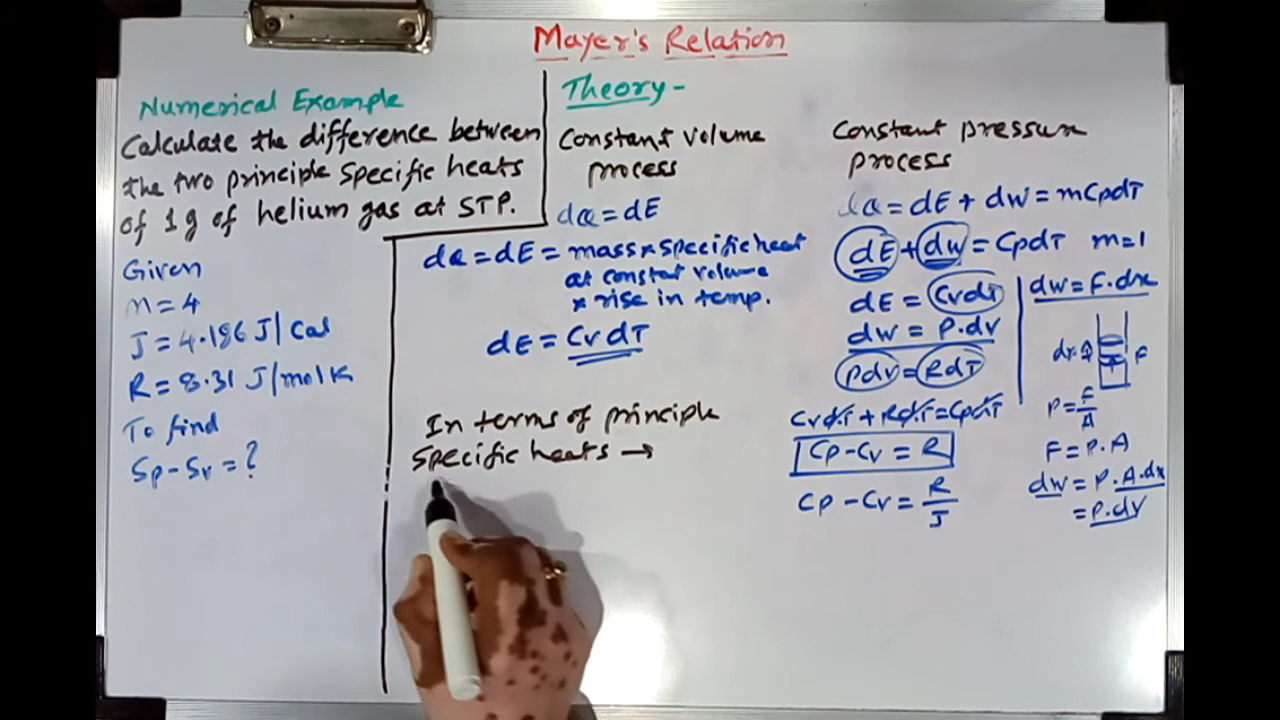 Mayer's Relation
Numerical Example
Calculate the difference between
the two principle specific heats
of 1g of helium gas at STP.
Given
n = 4
J = 4.186 J/cal
R = 8.31 J/mol K
To find
Sp - Sv = ?
Theory -
Constant volume
process
dQ = dE
dQ = dE = mass × specific heat
at constat volume
× rise in temp.
dE = CvdT
In terms of principle
specific heats →
Constant pressure
process
dQ = dE + dW = mCpdT
dE + dW = CpdT m=1
dE = CvdT
dW = P.dV
PdV = RdT
CvdT + RdT = CpdT
Cp - Cv = R
Cp - Cv = R/J
dW = F.dx
dx F
P = F/A
F = P.A
dW = P.A.dx
= P.dV